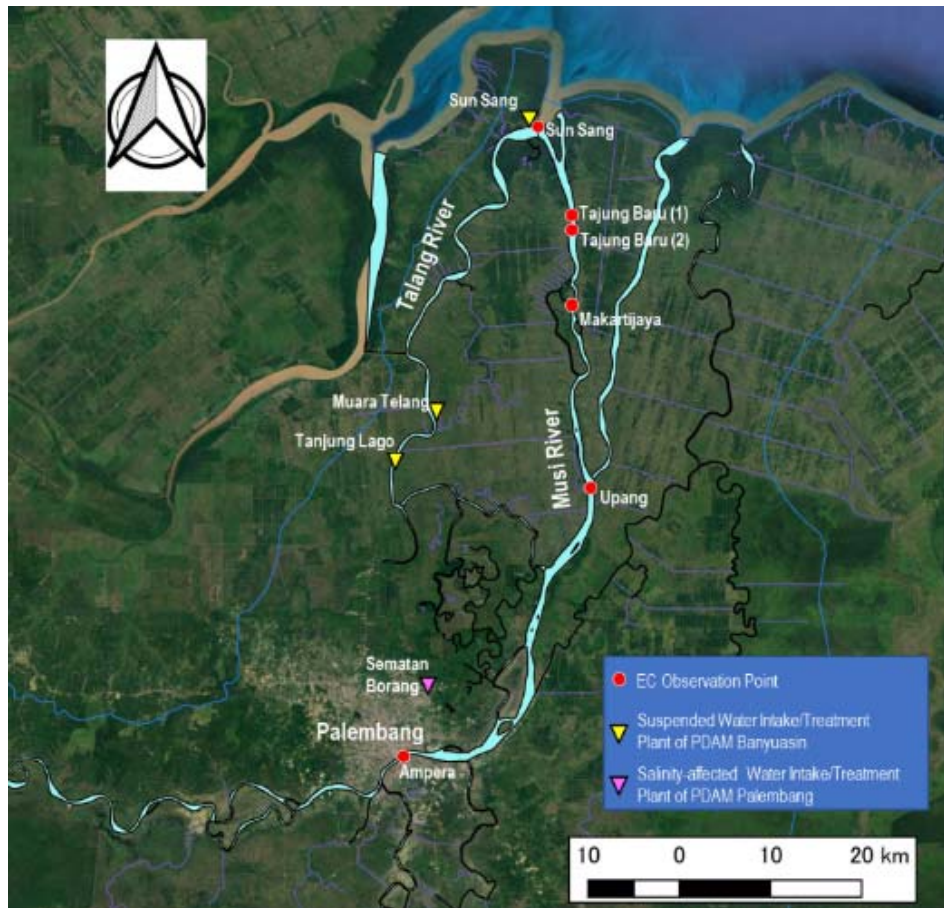 Sun Sang
Sun Sang
Tajung Baru (1)
Tajung Baru (2)
Talang River
Makartijaya
Muara Telang
Tanjung Lago
Musi River
Upang
Sematan
Borang
Palembang
Ampera
EC Observation Point
Suspended Water Intake/Treatment
Plant of PDAM Banyuasin
Salinity-affected Water Intake/Treatment
Plant of PDAM Palembang
10 0 10 20 km